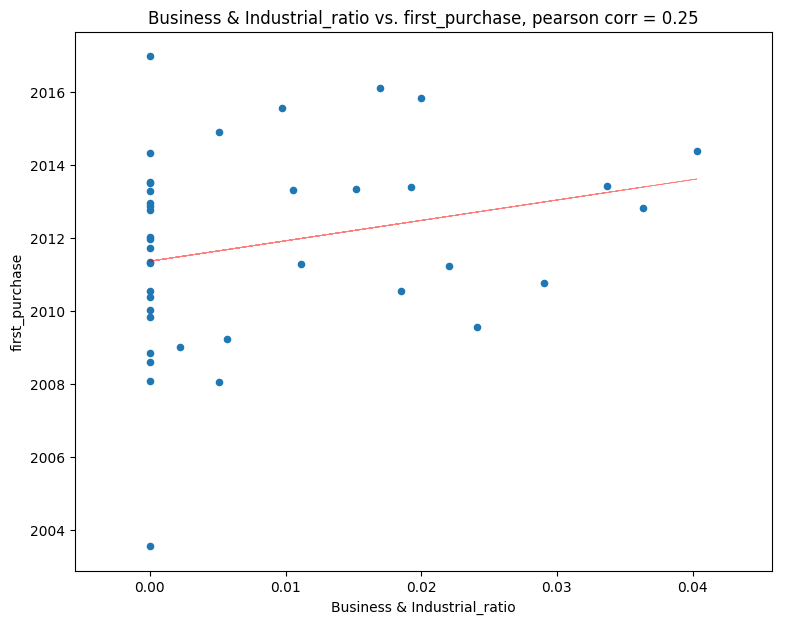 Business & Industrial_ratio vs. first_purchase, pearson corr = 0.25
2016
2014
2012
2010
2008
2006
2004
first_purchase
0.00 0.01 0.02 0.03 0.04
Business & Industrial_ratio